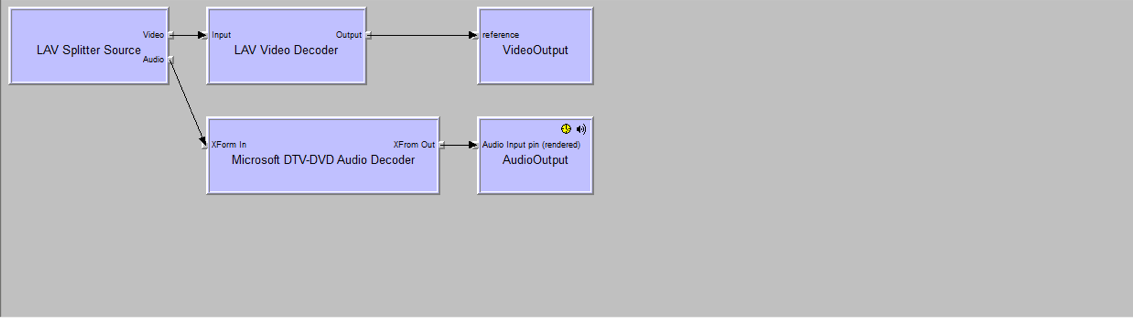 Video
LAV Splitter Source
Audio
Input
Output
LAV Video Decoder
reference
VideoOutput
XForm In
XFrom Out
Microsoft DTV-DVD Audio Decoder
Audio Input pin (rendered)
AudioOutput